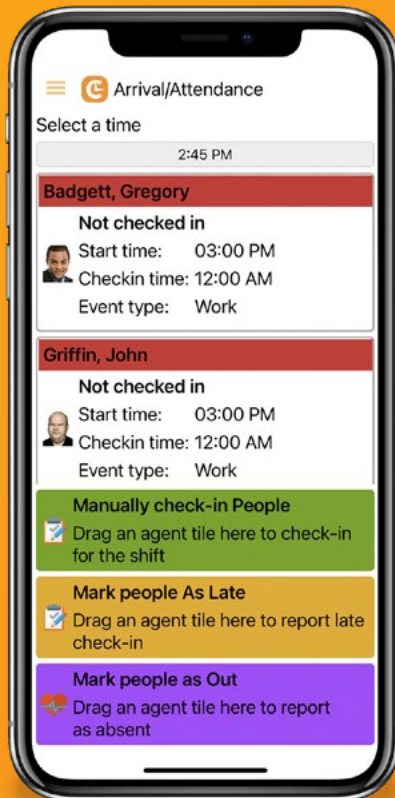 Arrival/Attendance
Select a time
2:45 PM
Badgett, Gregory
Not checked in
Start time: 03:00 PM
Checkin time: 12:00 AM
Event type: Work
Griffin, John
Not checked in
Start time: 03:00 PM
Checkin time: 12:00 AM
Event type: Work
Manually check-in People
Drag an agent tile here to check-in
for the shift
Mark people As Late
Drag an agent tile here to report late
check-in
Mark people as Out
Drag an agent tile here to report
as absent